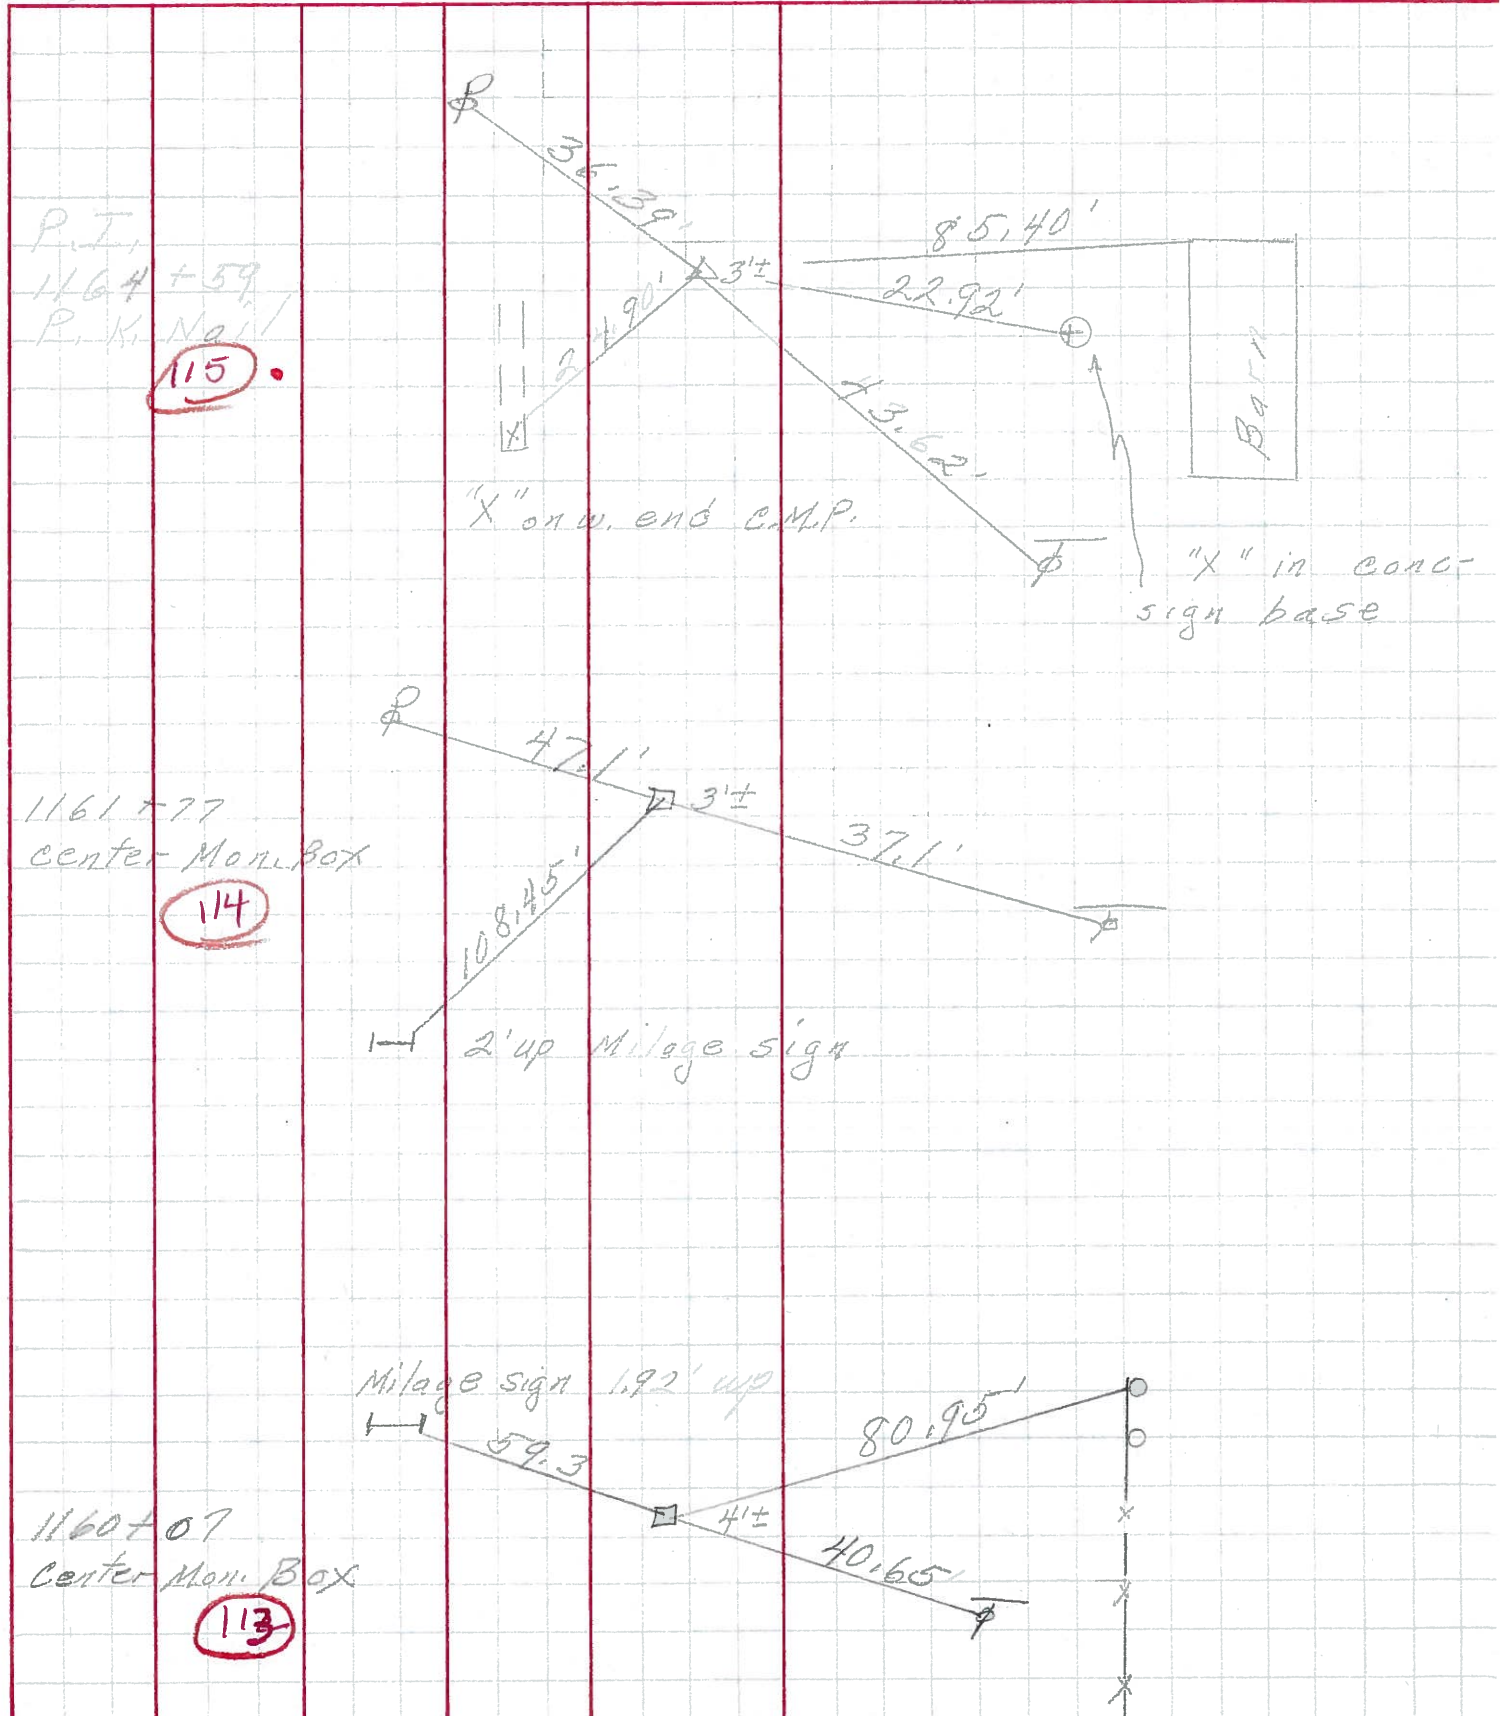 36.39'
P.I.
1164 + 59
P.K. Nail
115
3'±
85.40'
22.92'
24.90'
43.62'
Barn
X
"X" on w. end C.M.P.
"X" in conc.
sign base
47.1'
1161 + 77
center Mon. Box
114
3'±
37.1'
108.45'
2' up Milage sign
Milage sign 1.92' up
59.3
80.95'
1160 + 07
Center Mon. Box
113
4'±
40.65